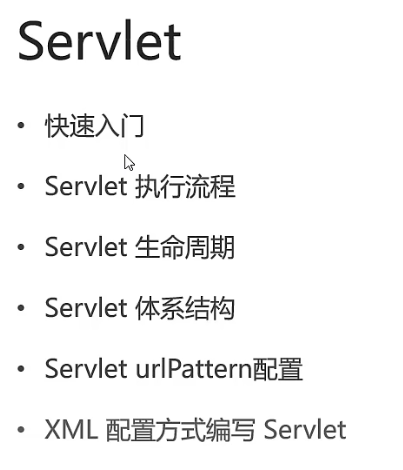 Servlet
• 快速入门
• Servlet 执行流程
• Servlet 生命周期
• Servlet 体系结构
• Servlet urlPattern配置
• XML 配置方式编写 Servlet